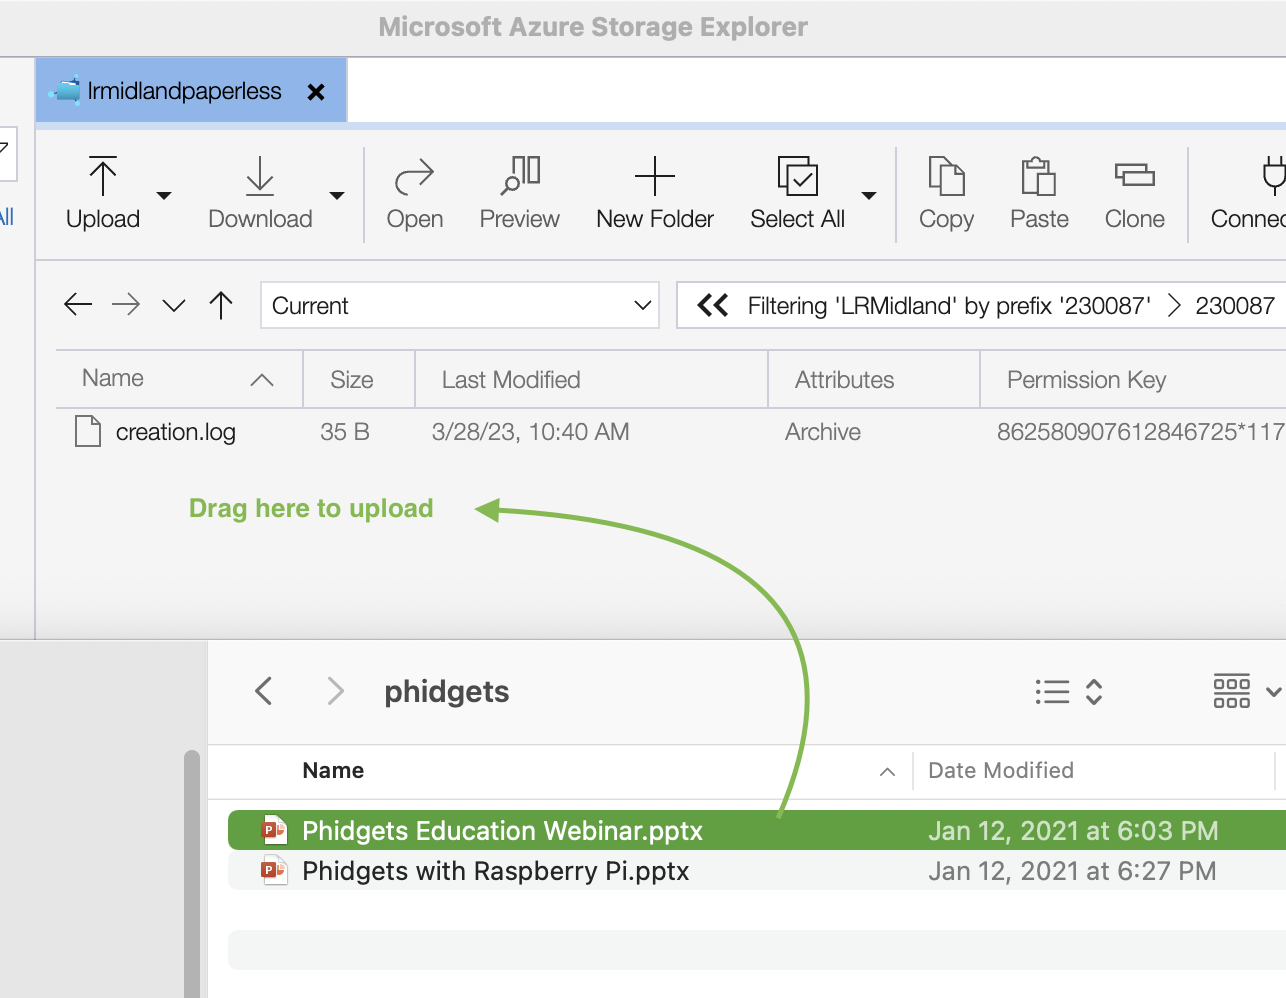 Microsoft Azure Storage Explorer
lrmidlandpaperless
All
Upload Download Open Preview New Folder Select All Copy Paste Clone Connec
Current Filtering 'LRMidland' by prefix '230087' 230087
Name Size Last Modified Attributes Permission Key
creation.log 35 B 3/28/23, 10:40 AM Archive 862580907612846725*117
Drag here to upload
phidgets
Name Date Modified
Phidgets Education Webinar.pptx Jan 12, 2021 at 6:03 PM
Phidgets with Raspberry Pi.pptx Jan 12, 2021 at 6:27 PM